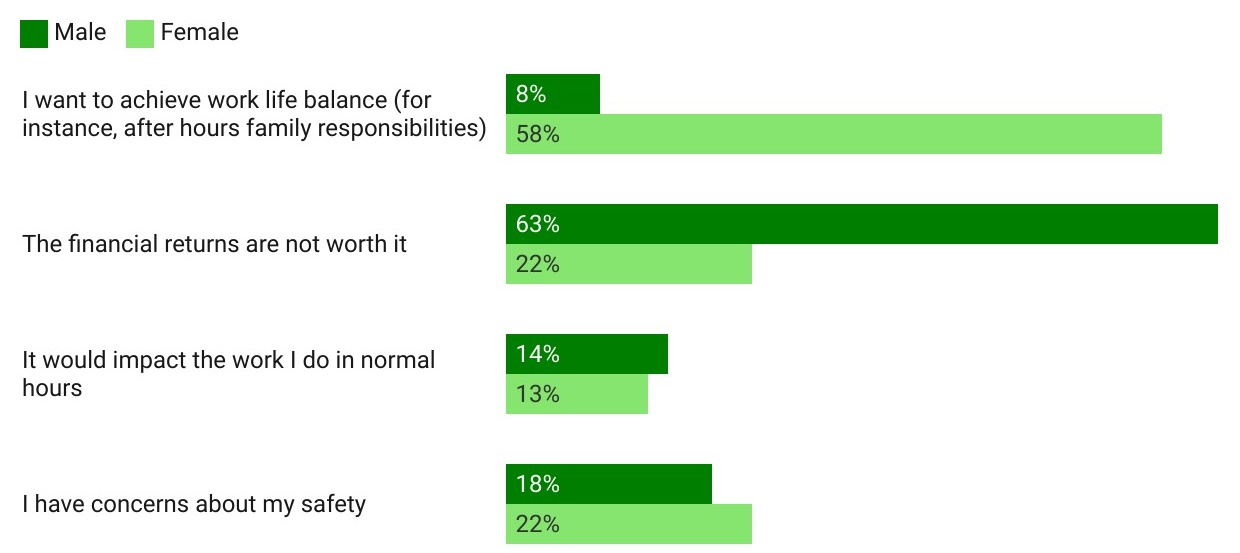 Male Female
I want to achieve work life balance (for
instance, after hours family responsibilities)
8%
58%
The financial returns are not worth it
63%
22%
It would impact the work I do in normal
hours
14%
13%
I have concerns about my safety
18%
22%